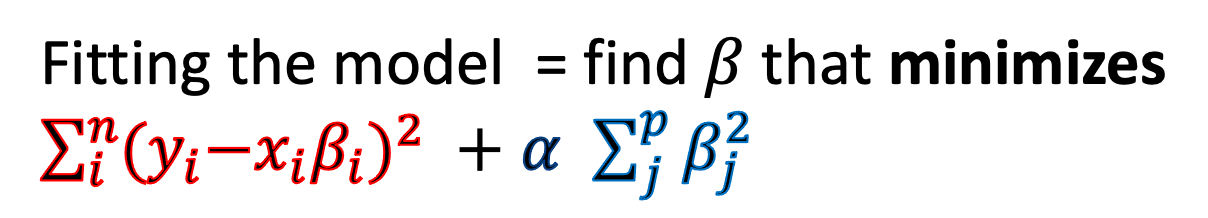 Fitting the model = find β that minimizes
∑ᵢⁿ(yᵢ−xᵢβᵢ)² + α ∑ⱼᵖ βⱼ²